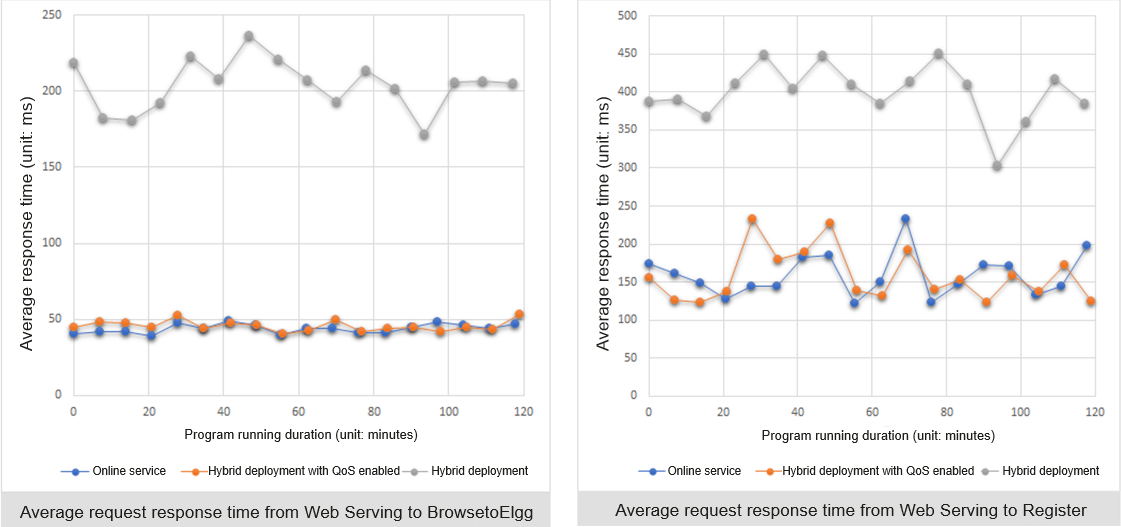 250
200
150
100
50
0
Average response time (unit: ms)
0 20 40 60 80 100 120
Program running duration (unit: minutes)
Online service Hybrid deployment with QoS enabled Hybrid deployment
Average request response time from Web Serving to BrowsetoElgg
500
450
400
350
300
250
200
150
100
50
0
Average response time (unit: ms)
0 20 40 60 80 100 120
Program running duration (unit: minutes)
Online service Hybrid deployment with QoS enabled Hybrid deployment
Average request response time from Web Serving to Register